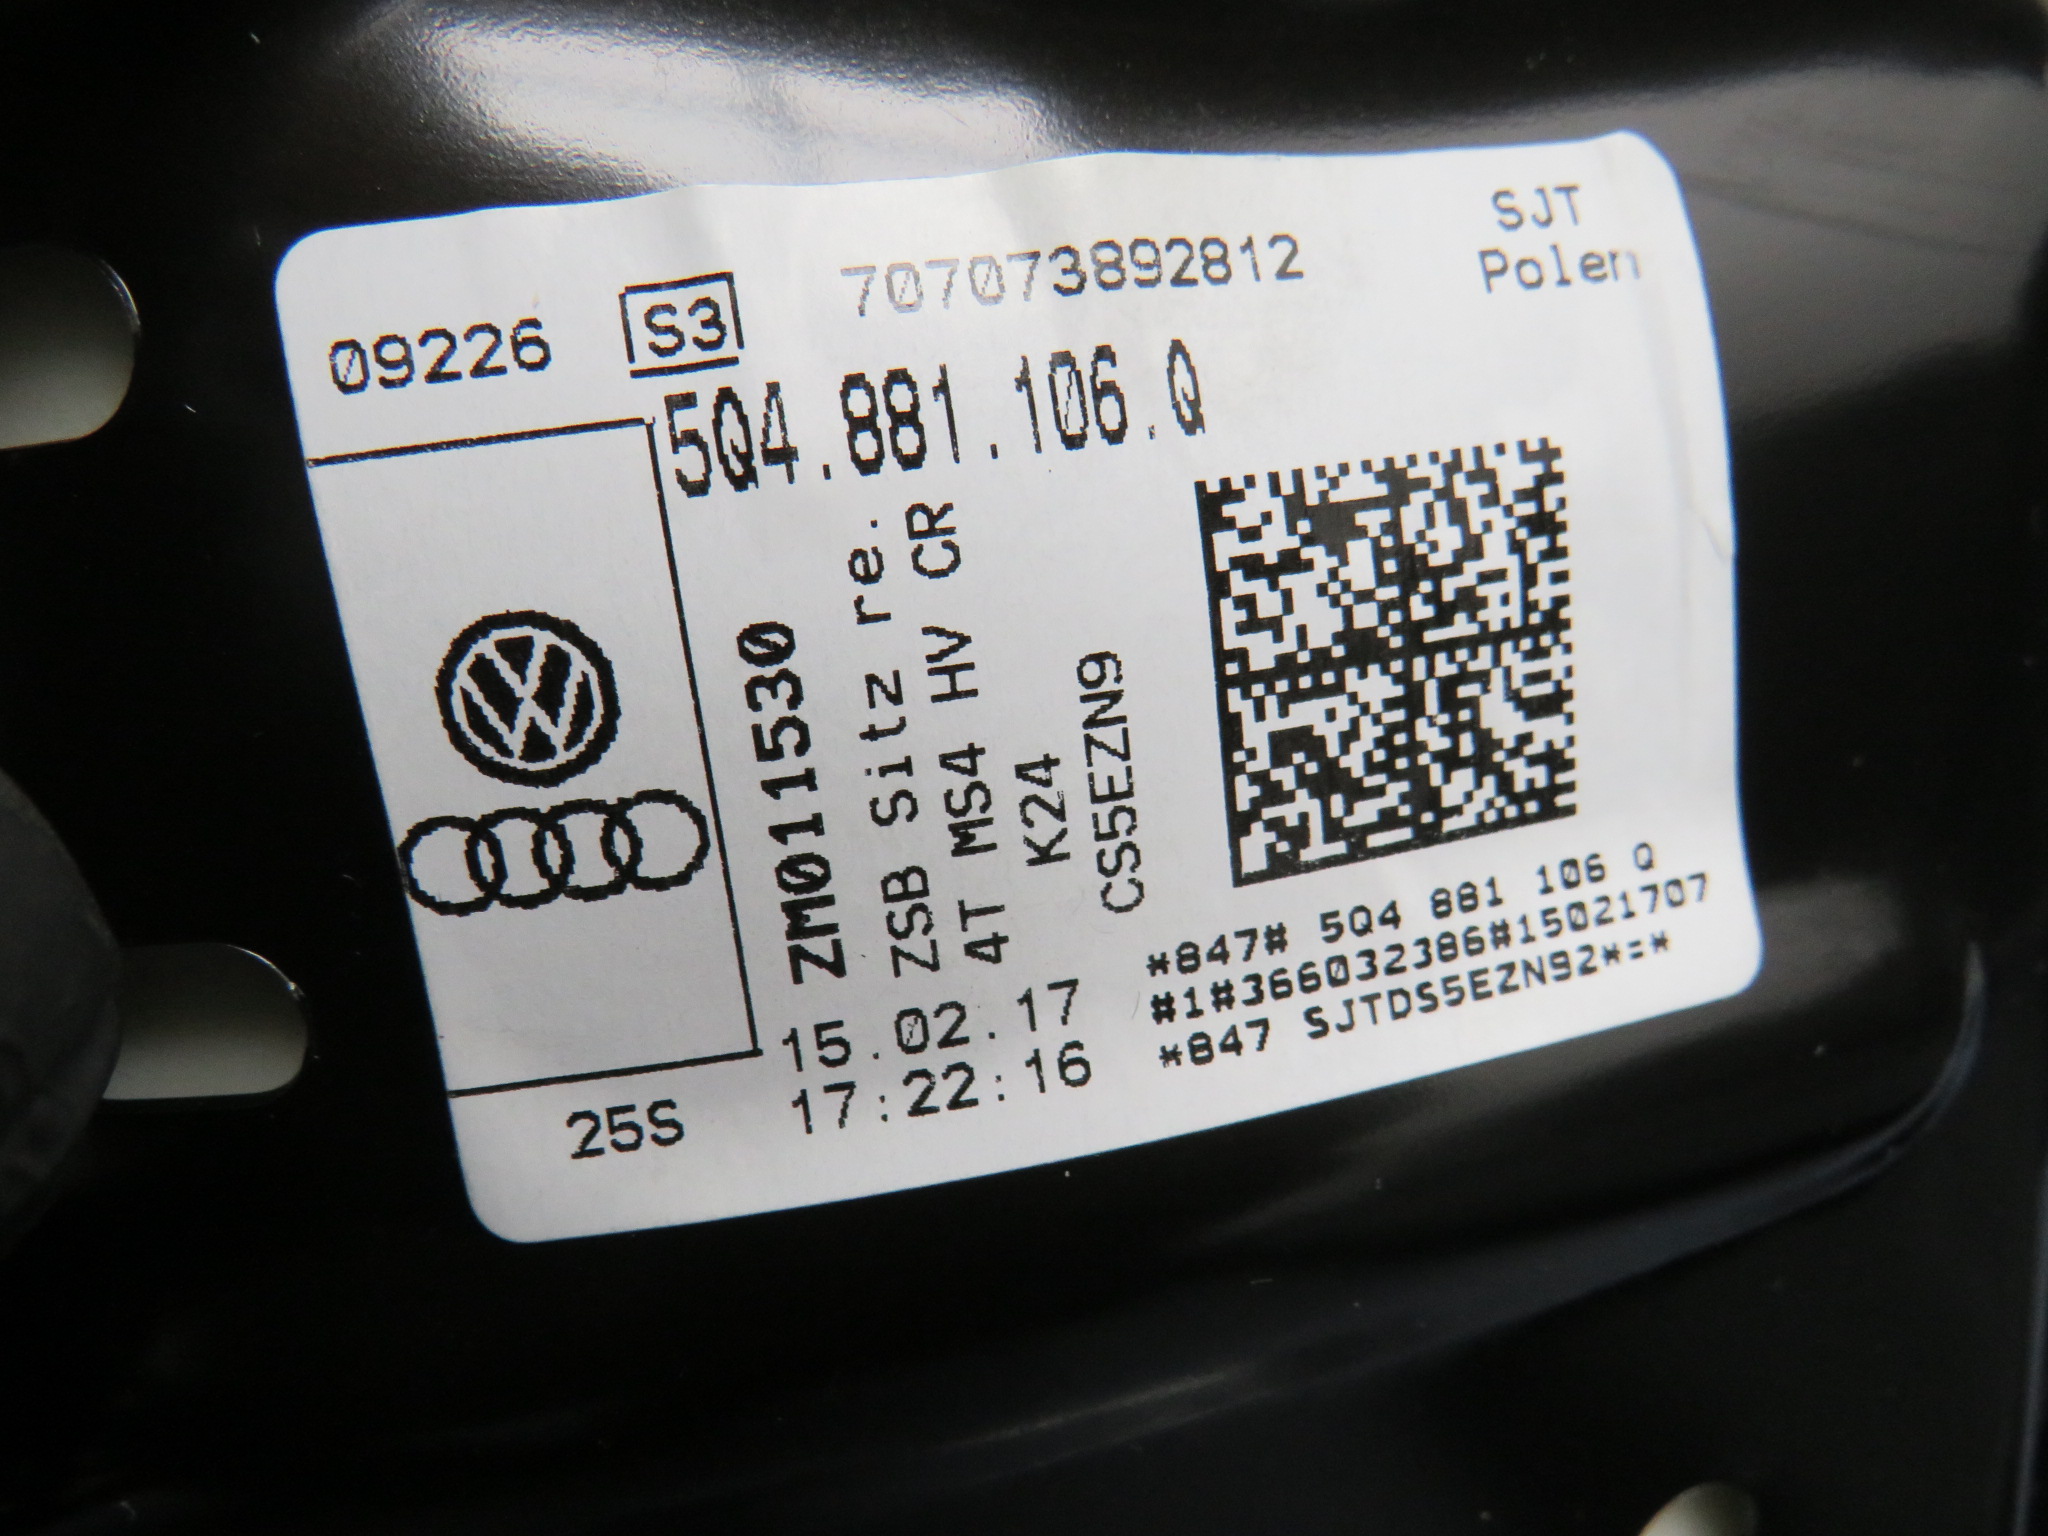 SJT
Polen
09226
S3
707073892812
5Q4.881.106.Q
ZM011530
ZSB Sitz re.
4T MS4 HV CR
K24
CS5EZN9
*847# 5Q4 881 106 Q
#1#366032386#15021707
*847 SJTDS5EZN92*=*
15.02.17
17:22:16
25S